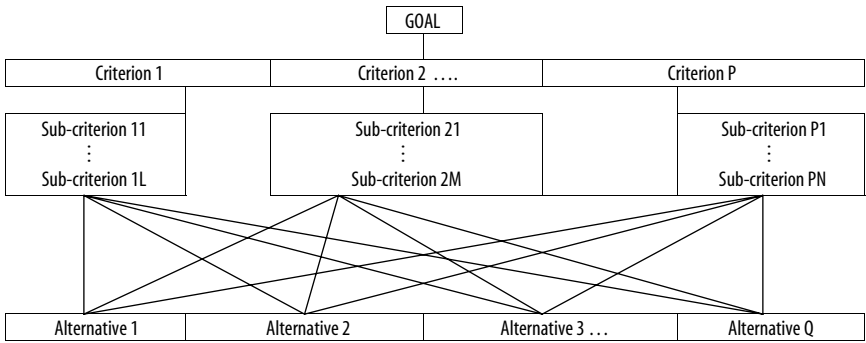 GOAL
Criterion 1 Criterion 2 .... Criterion P
Sub-criterion 11 Sub-criterion 21 Sub-criterion P1
⋮ ⋮ ⋮
Sub-criterion 1L Sub-criterion 2M Sub-criterion PN
Alternative 1 Alternative 2 Alternative 3 ... Alternative Q